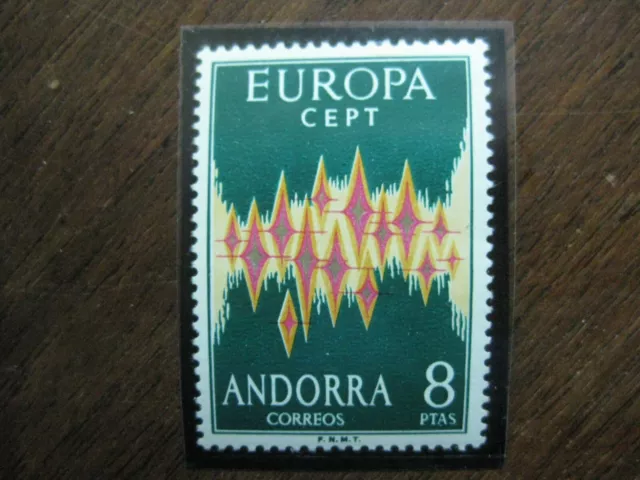 EUROPA
CEPT
ANDORRA 8
CORREOS PTAS
F.N.M.T.